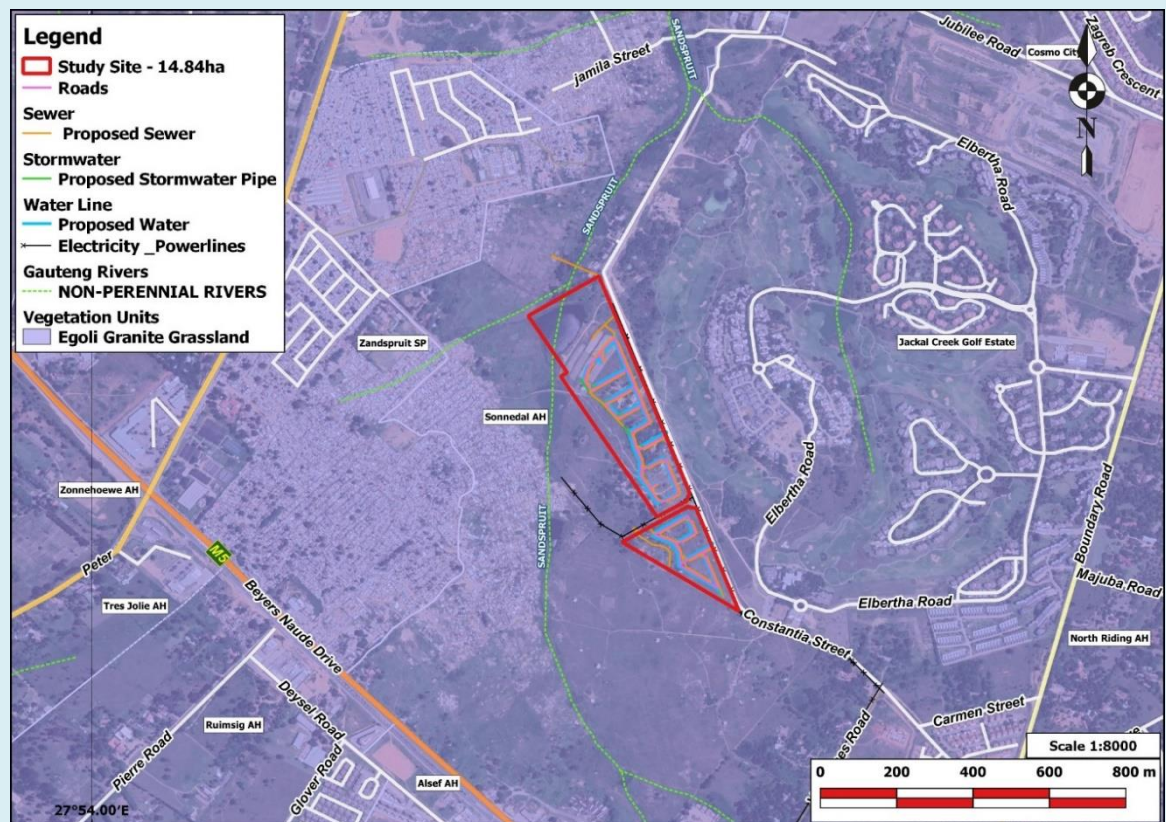 Legend
Study Site - 14.84ha
Roads
Sewer
Proposed Sewer
Stormwater
Proposed Stormwater Pipe
Water Line
Proposed Water
Electricity _Powerlines
Gauteng Rivers
NON-PERENNIAL RIVERS
Vegetation Units
Egoli Granite Grassland
SANDSPRUIT
Jubilee Road
Zagreb Crescent
Cosmo City
jamila Street
N
Elbertha Road
SANDSPRUIT
Zandspruit SP
Jackal Creek Golf Estate
Sonnedal AH
Elbertha Road
Boundary Road
Zonnehoewe AH
SANDSPRUIT
M5
Peter
Majuba Road
Tres Jolie AH
Beyers Naude Drive
Elbertha Road
Constantia Street
North Riding AH
Deysel Road
Carmen Street
Ruimsig AH
Pierre Road
Glover Road
Alsef AH
Scale 1:8000
0 200 400 600 800 m
27°54.00'E